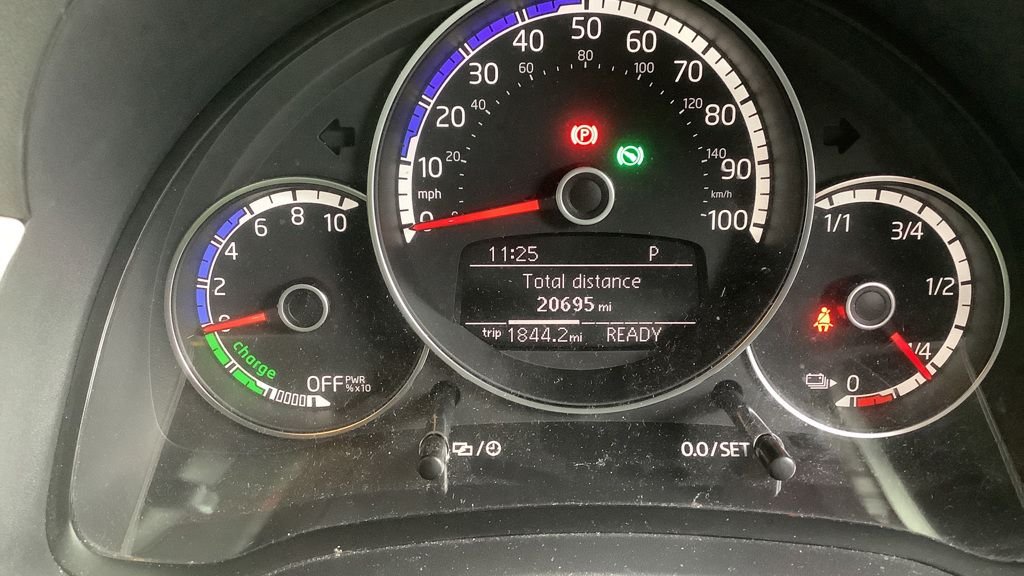 50
40
60
30
70
20
80
10
90
mph
0
100
20
40
60
80
100
120
140
km/h
P
11:25 P
Total distance
20695 mi
trip 1844.2mi READY
10
8
6
4
2
charge
OFF PWR
%x10
1/1
3/4
1/2
1/4
0
0.0/SET